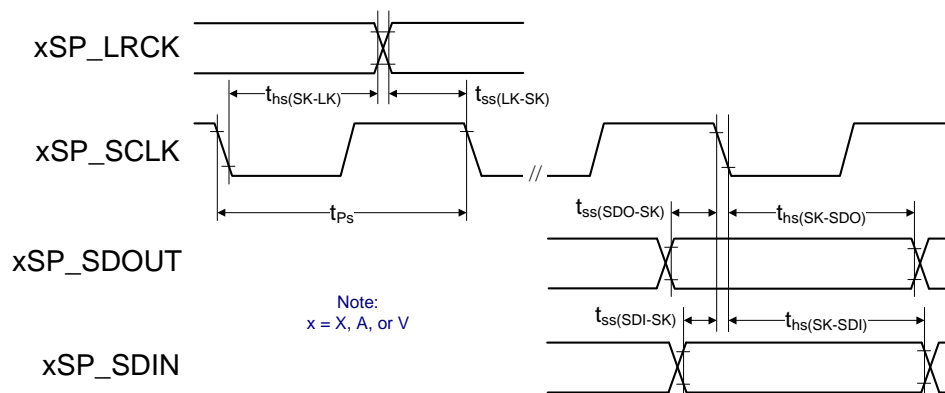 xSP_LRCK
ths(SK-LK)
tss(LK-SK)
xSP_SCLK
//
tPs
tss(SDO-SK)
ths(SK-SDO)
xSP_SDOUT
Note:
x = X, A, or V
tss(SDI-SK)
ths(SK-SDI)
xSP_SDIN